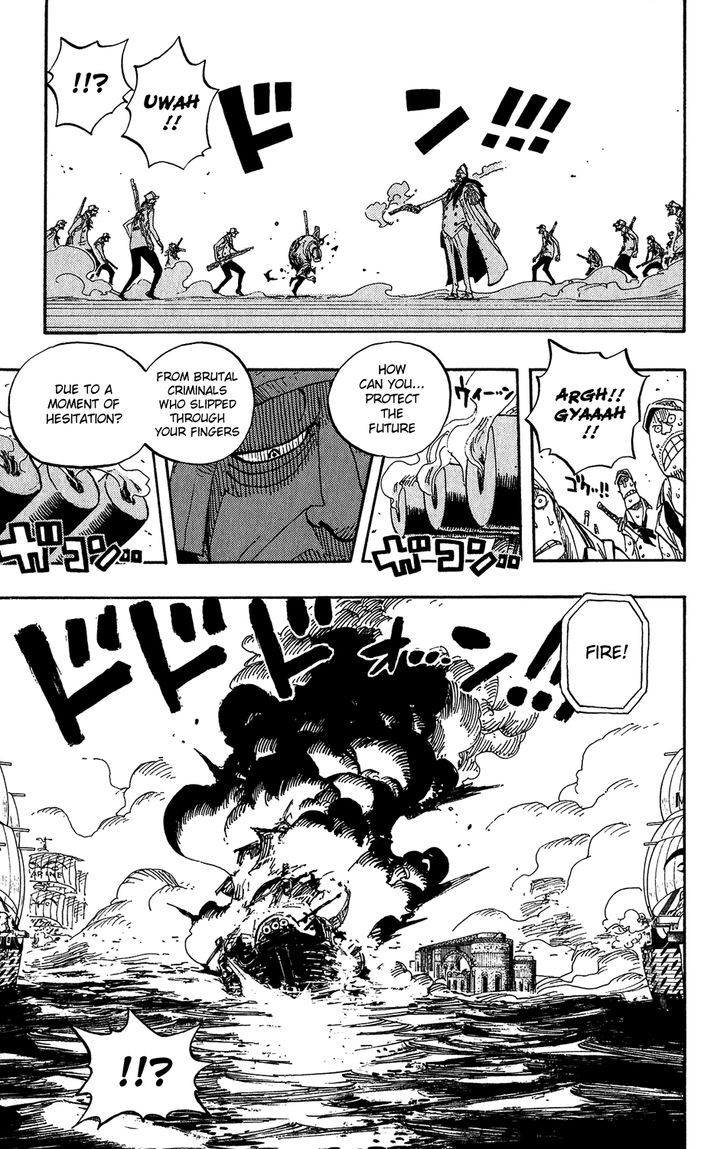 ドン!!!
UWAH
!!
!!?
ARGH!!
GYAAAH
!!
ゴク..!!
ウィーーッン
HOW
CAN YOU...
PROTECT
THE
FUTURE
ガコン...
FROM BRUTAL
CRIMINALS
WHO SLIPPED
THROUGH
YOUR FINGERS
DUE TO A
MOMENT OF
HESITATION?
ガコン...
FIRE!
ドドドオ...ン!!!
ARINE
!!?